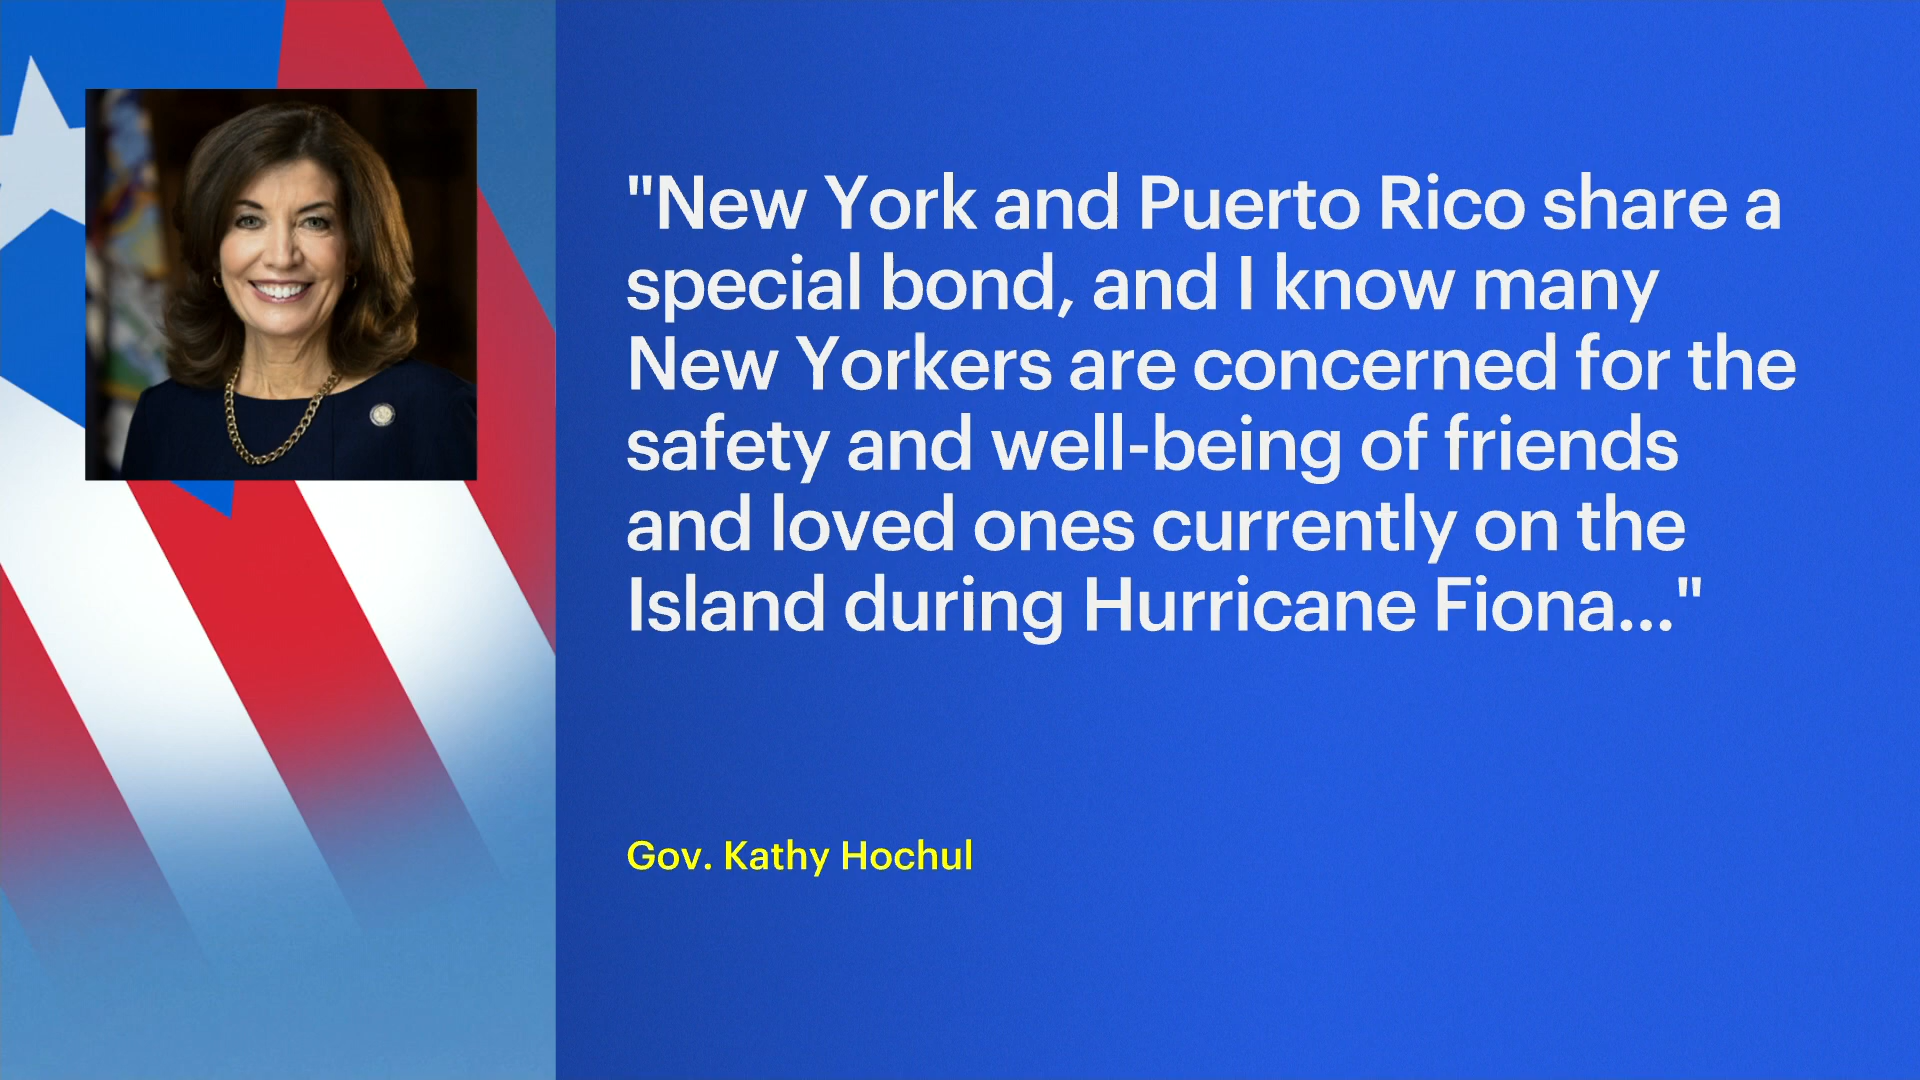 "New York and Puerto Rico share a
special bond, and I know many
New Yorkers are concerned for the
safety and well-being of friends
and loved ones currently on the
Island during Hurricane Fiona..."
Gov. Kathy Hochul